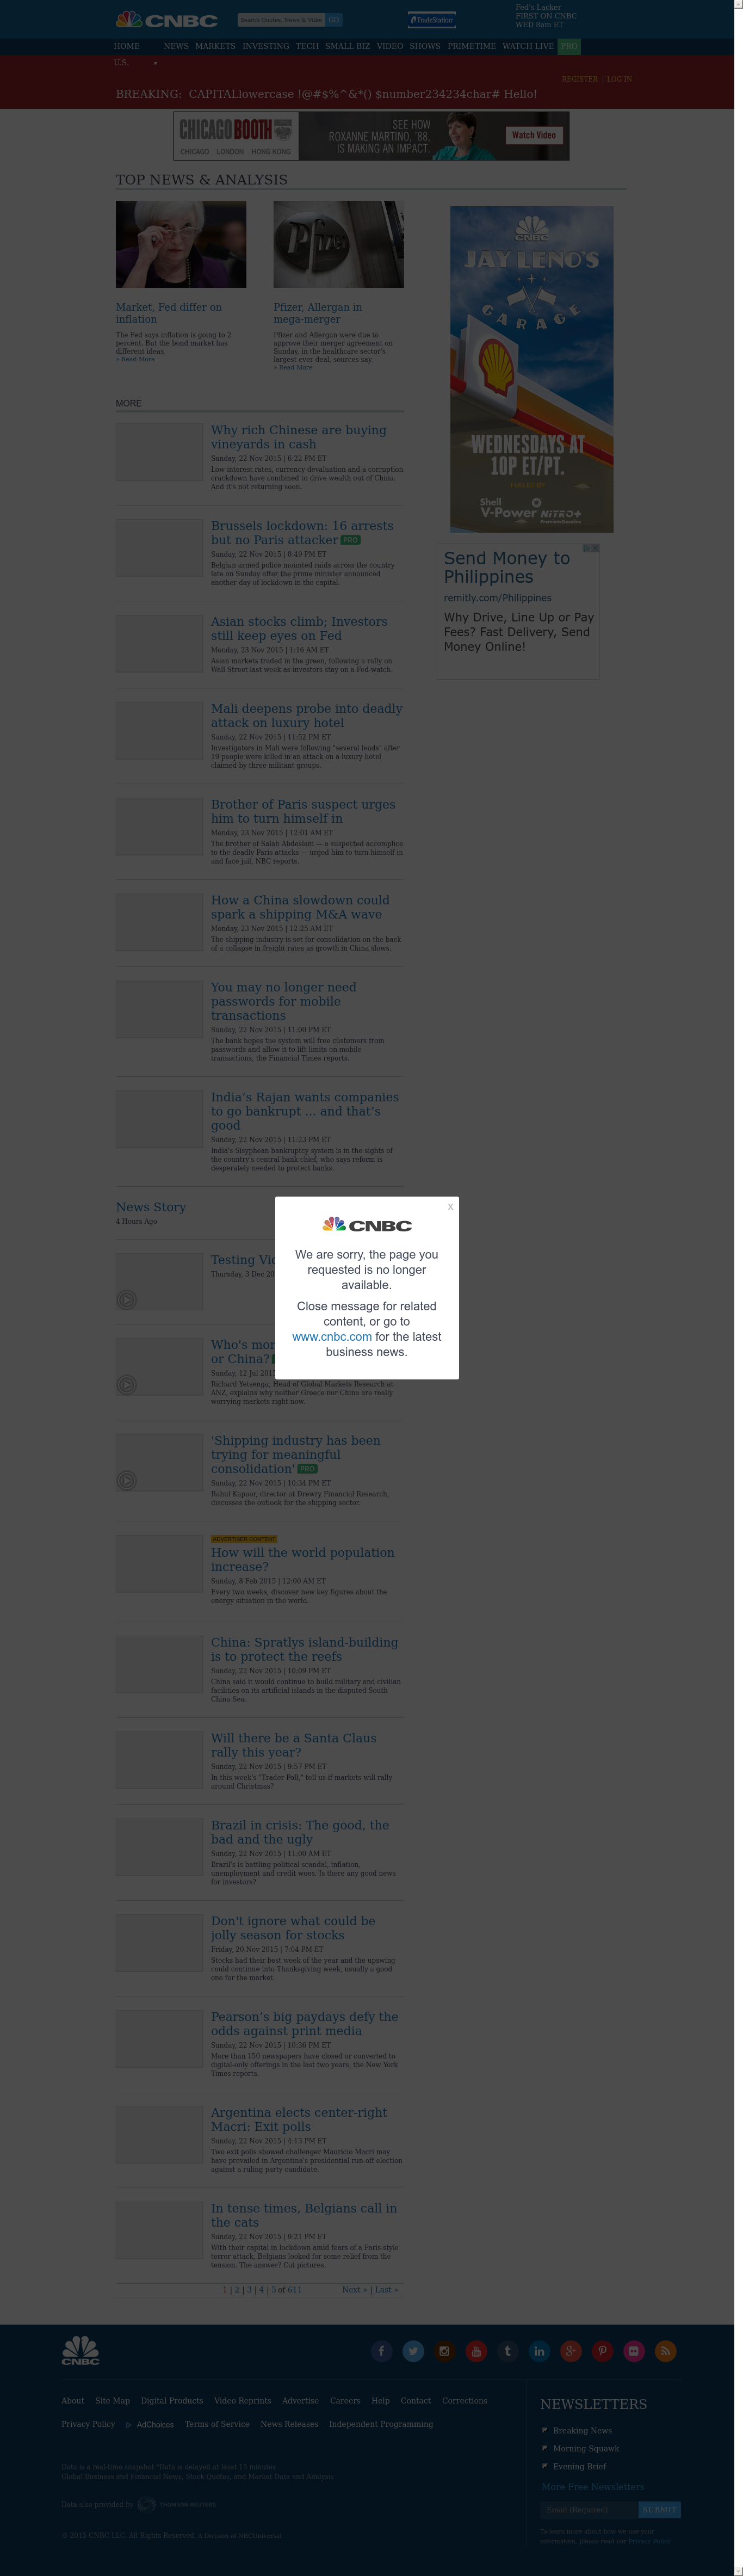 CNBC
Search Quotes, News & Video
GO
TradeStation
Fed's Lacker
FIRST ON CNBC
WED 8am ET
HOME NEWS MARKETS INVESTING TECH SMALL BIZ VIDEO SHOWS PRIMETIME WATCH LIVE PRO
U.S.
REGISTER | LOG IN
BREAKING: CAPITALlowercase !@#$%^&*() $number234234char# Hello!
CHICAGO BOOTH
CHICAGO LONDON HONG KONG
SEE HOW
ROXANNE MARTINO, '88,
IS MAKING AN IMPACT.
Watch Video
TOP NEWS & ANALYSIS
Market, Fed differ on
inflation
The Fed says inflation is going to 2
percent. But the bond market has
different ideas.
» Read More
Pfizer
Pfizer, Allergan in
mega-merger
Pfizer and Allergan were due to
approve their merger agreement on
Sunday, in the healthcare sector's
largest ever deal, sources say.
» Read More
CNBC
JAY LENO'S
GARAGE
WEDNESDAYS AT
10P ET/PT.
FUELED BY
Shell
V-Power NiTRO+
Send Money to
Philippines
remitly.com/Philippines
Why Drive, Line Up or Pay
Fees? Fast Delivery, Send
Money Online!
MORE
Why rich Chinese are buying
vineyards in cash
Sunday, 22 Nov 2015 | 6:22 PM ET
Low interest rates, currency devaluation and a corruption
crackdown have combined to drive wealth out of China.
And it's not returning soon.
Brussels lockdown: 16 arrests
but no Paris attacker PRO
Sunday, 22 Nov 2015 | 8:49 PM ET
Belgian armed police mounted raids across the country
late on Sunday after the prime minister announced
another day of lockdown in the capital.
Asian stocks climb; Investors
still keep eyes on Fed
Monday, 23 Nov 2015 | 1:16 AM ET
Asian markets traded in the green, following a rally on
Wall Street last week as investors stay on a Fed-watch.
Mali deepens probe into deadly
attack on luxury hotel
Sunday, 22 Nov 2015 | 11:52 PM ET
Investigators in Mali were following "several leads" after
19 people were killed in an attack on a luxury hotel
claimed by three militant groups.
Brother of Paris suspect urges
him to turn himself in
Monday, 23 Nov 2015 | 12:01 AM ET
The brother of Salah Abdeslam — a suspected accomplice
to the deadly Paris attacks — urged him to turn himself in
and face jail, NBC reports.
How a China slowdown could
spark a shipping M&A wave
Monday, 23 Nov 2015 | 12:25 AM ET
The shipping industry is set for consolidation on the back
of a collapse in freight rates as growth in China slows.
You may no longer need
passwords for mobile
transactions
Sunday, 22 Nov 2015 | 11:00 PM ET
The bank hopes the system will free customers from
passwords and allow it to lift limits on mobile
transactions, the Financial Times reports.
India's Rajan wants companies
to go bankrupt ... and that's
good
Sunday, 22 Nov 2015 | 11:23 PM ET
India's Sisyphean bankruptcy system is in the sights of
the country's central bank chief, who says reform is
desperately needed to protect banks.
News Story
4 Hours Ago
X
CNBC
We are sorry, the page you
requested is no longer
available.
Close message for related
content, or go to
www.cnbc.com for the latest
business news.
Testing Vi
Thursday, 3 Dec 20
Who's mor
or China?
Sunday, 12 Jul 201
Richard Yetsenga, Head of Global Markets Research at
ANZ, explains why neither Greece nor China are really
worrying markets right now.
'Shipping industry has been
trying for meaningful
consolidation' PRO
Sunday, 22 Nov 2015 | 10:34 PM ET
Rahul Kapoor, director at Drewry Financial Research,
discusses the outlook for the shipping sector.
ADVERTISER CONTENT
How will the world population
increase?
Sunday, 8 Feb 2015 | 12:00 AM ET
Every two weeks, discover new key figures about the
energy situation in the world.
China: Spratlys island-building
is to protect the reefs
Sunday, 22 Nov 2015 | 10:09 PM ET
China said it would continue to build military and civilian
facilities on its artificial islands in the disputed South
China Sea.
Will there be a Santa Claus
rally this year?
Sunday, 22 Nov 2015 | 9:57 PM ET
In this week's "Trader Poll," tell us if markets will rally
around Christmas?
Brazil in crisis: The good, the
bad and the ugly
Sunday, 22 Nov 2015 | 11:00 AM ET
Brazil's is battling political scandal, inflation,
unemployment and credit woes. Is there any good news
for investors?
Don't ignore what could be
jolly season for stocks
Friday, 20 Nov 2015 | 7:04 PM ET
Stocks had their best week of the year and the upswing
could continue into Thanksgiving week, usually a good
one for the market.
Pearson's big paydays defy the
odds against print media
Sunday, 22 Nov 2015 | 10:36 PM ET
More than 150 newspapers have closed or converted to
digital-only offerings in the last two years, the New York
Times reports.
Argentina elects center-right
Macri: Exit polls
Sunday, 22 Nov 2015 | 4:13 PM ET
Two exit polls showed challenger Mauricio Macri may
have prevailed in Argentina's presidential run-off election
against a ruling party candidate.
In tense times, Belgians call in
the cats
Sunday, 22 Nov 2015 | 9:21 PM ET
With their capital in lockdown amid fears of a Paris-style
terror attack, Belgians looked for some relief from the
tension. The answer? Cat pictures.
1 | 2 | 3 | 4 | 5 of 611 Next » | Last »
CNBC
About Site Map Digital Products Video Reprints Advertise Careers Help Contact Corrections
Privacy Policy AdChoices Terms of Service News Releases Independent Programming
Data is a real-time snapshot *Data is delayed at least 15 minutes
Global Business and Financial News, Stock Quotes, and Market Data and Analysis
Data also provided by THOMSON REUTERS
© 2015 CNBC LLC. All Rights Reserved. a Division of NBCUniversal
NEWSLETTERS
Breaking News
Morning Squawk
Evening Brief
More Free Newsletters
Email (Required) SUBMIT
To learn more about how we use your
information, please read our Privacy Policy